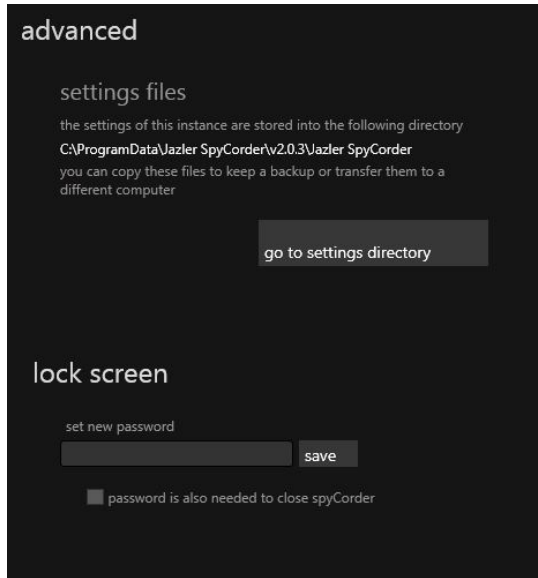 advanced
settings files
the settings of this instance are stored into the following directory
C:\ProgramData\Jazler SpyCorder\v2.0.3\Jazler SpyCorder
you can copy these files to keep a backup or transfer them to a
different computer
go to settings directory
lock screen
set new password
save
password is also needed to close spyCorder